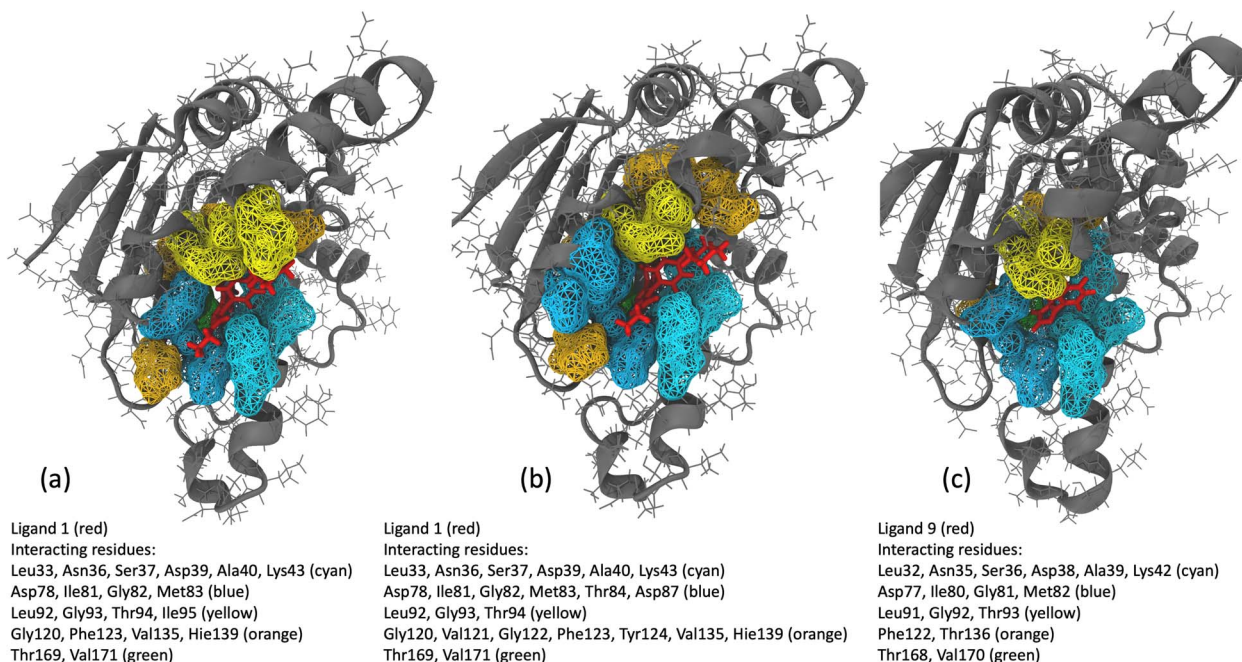 (a)
Ligand 1 (red)
Interacting residues:
Leu33, Asn36, Ser37, Asp39, Ala40, Lys43 (cyan)
Asp78, Ile81, Gly82, Met83 (blue)
Leu92, Gly93, Thr94, Ile95 (yellow)
Gly120, Phe123, Val135, Hie139 (orange)
Thr169, Val171 (green)
(b)
Ligand 1 (red)
Interacting residues:
Leu33, Asn36, Ser37, Asp39, Ala40, Lys43 (cyan)
Asp78, Ile81, Gly82, Met83, Thr84, Asp87 (blue)
Leu92, Gly93, Thr94 (yellow)
Gly120, Val121, Gly122, Phe123, Tyr124, Val135, Hie139 (orange)
Thr169, Val171 (green)
(c)
Ligand 9 (red)
Interacting residues:
Leu32, Asn35, Ser36, Asp38, Ala39, Lys42 (cyan)
Asp77, Ile80, Gly81, Met82 (blue)
Leu91, Gly92, Thr93 (yellow)
Phe122, Thr136 (orange)
Thr168, Val170 (green)